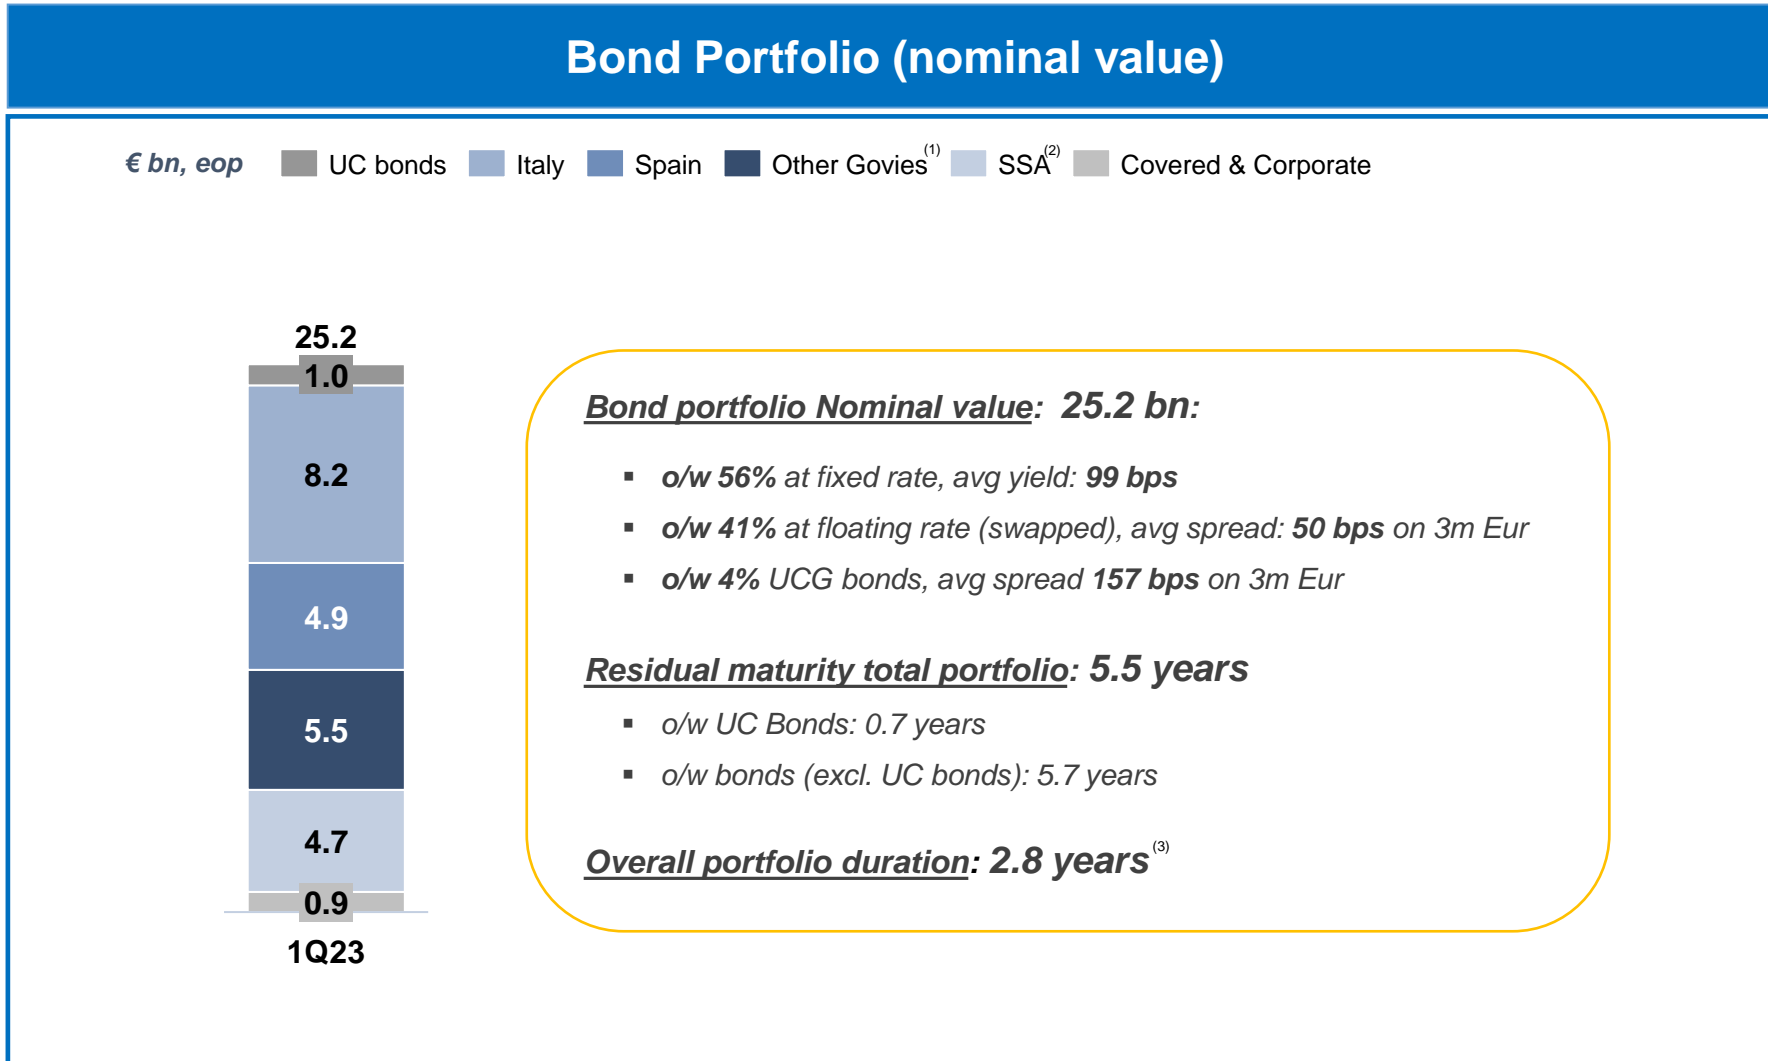 Bond Portfolio (nominal value)
€ bn, eop UC bonds Italy Spain Other Govies(1) SSA(2) Covered & Corporate
25.2
1.0
8.2
4.9
5.5
4.7
0.9
1Q23
Bond portfolio Nominal value: 25.2 bn:
▪ o/w 56% at fixed rate, avg yield: 99 bps
▪ o/w 41% at floating rate (swapped), avg spread: 50 bps on 3m Eur
▪ o/w 4% UCG bonds, avg spread 157 bps on 3m Eur
Residual maturity total portfolio: 5.5 years
▪ o/w UC Bonds: 0.7 years
▪ o/w bonds (excl. UC bonds): 5.7 years
Overall portfolio duration: 2.8 years(3)